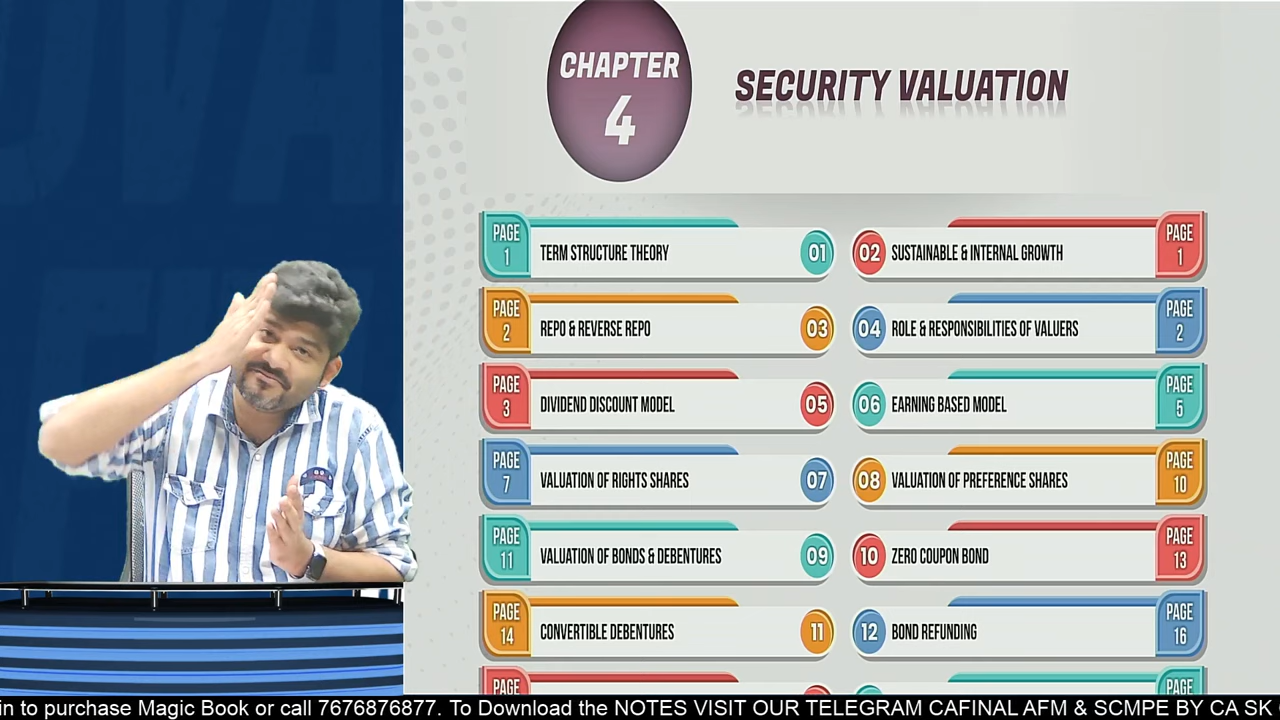 CHAPTER
4
SECURITY VALUATION
PAGE 1
TERM STRUCTURE THEORY
01
02
SUSTAINABLE & INTERNAL GROWTH
PAGE 1
PAGE 2
REPO & REVERSE REPO
03
04
ROLE & RESPONSIBILITIES OF VALUERS
PAGE 2
PAGE 3
DIVIDEND DISCOUNT MODEL
05
06
EARNING BASED MODEL
PAGE 5
PAGE 7
VALUATION OF RIGHTS SHARES
07
08
VALUATION OF PREFERENCE SHARES
PAGE 10
PAGE 11
VALUATION OF BONDS & DEBENTURES
09
10
ZERO COUPON BOND
PAGE 13
PAGE 14
CONVERTIBLE DEBENTURES
11
12
BOND REFUNDING
PAGE 16
PAGE
PAGE
in to purchase Magic Book or call 7676876877. To Download the NOTES VISIT OUR TELEGRAM CAFINAL AFM & SCMPE BY CA SK